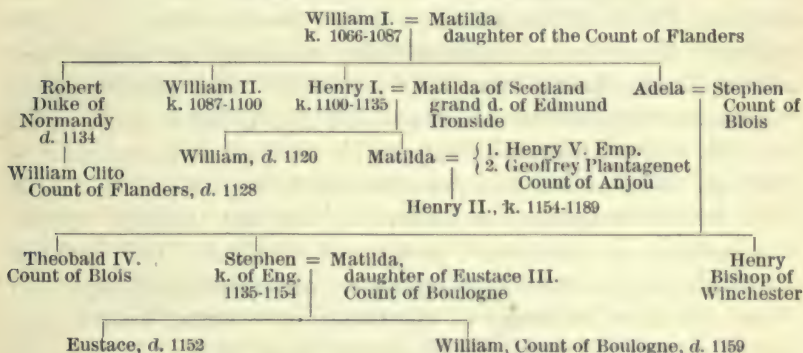 William I. = Matilda
k. 1066-1087 daughter of the Count of Flanders
Robert
Duke of
Normandy
d. 1134
William Clito
Count of Flanders, d. 1128
William II.
k. 1087-1100
Henry I. = Matilda of Scotland
k. 1100-1135 grand d. of Edmund
Ironside
Adela = Stephen
Count of
Blois
William, d. 1120
Matilda = { 1. Henry V. Emp.
{ 2. Geoffrey Plantagenet
Count of Anjou
Henry II., k. 1154-1189
Theobald IV.
Count of Blois
Stephen = Matilda,
k. of Eng. daughter of Eustace III.
1135-1154 Count of Boulogne
Henry
Bishop of
Winchester
Eustace, d. 1152
William, Count of Boulogne, d. 1159